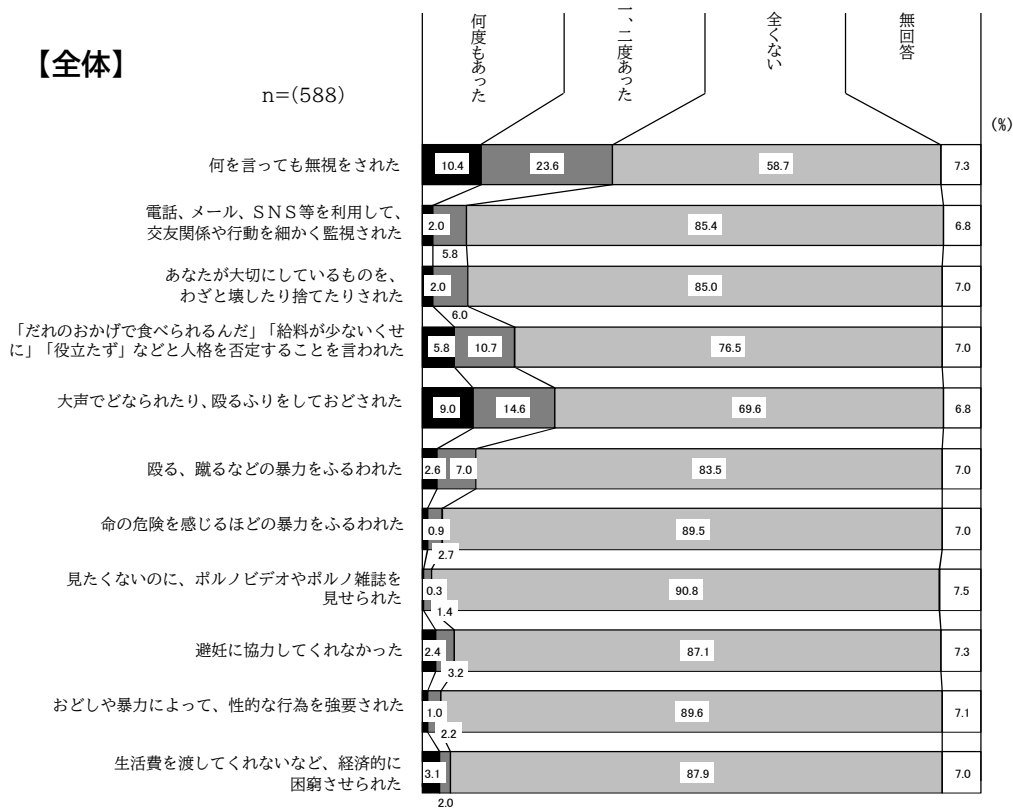 【全体】
n=(588)
何度もあった
一、二度あった
全くない
無回答
(%)
何を言っても無視をされた
10.4
23.6
58.7
7.3
電話、メール、ＳＮＳ等を利用して、
交友関係や行動を細かく監視された
2.0
5.8
85.4
6.8
あなたが大切にしているものを、
わざと壊したり捨てたりされた
2.0
6.0
85.0
7.0
「だれのおかげで食べられるんだ」「給料が少ないくせ
に」「役立たず」などと人格を否定することを言われた
5.8
10.7
76.5
7.0
大声でどなられたり、殴るふりをしておどされた
9.0
14.6
69.6
6.8
殴る、蹴るなどの暴力をふるわれた
2.6
7.0
83.5
7.0
命の危険を感じるほどの暴力をふるわれた
0.9
2.7
89.5
7.0
見たくないのに、ポルノビデオやポルノ雑誌を
見せられた
0.3
1.4
90.8
7.5
避妊に協力してくれなかった
2.4
3.2
87.1
7.3
おどしや暴力によって、性的な行為を強要された
1.0
2.2
89.6
7.1
生活費を渡してくれないなど、経済的に
困窮させられた
3.1
2.0
87.9
7.0